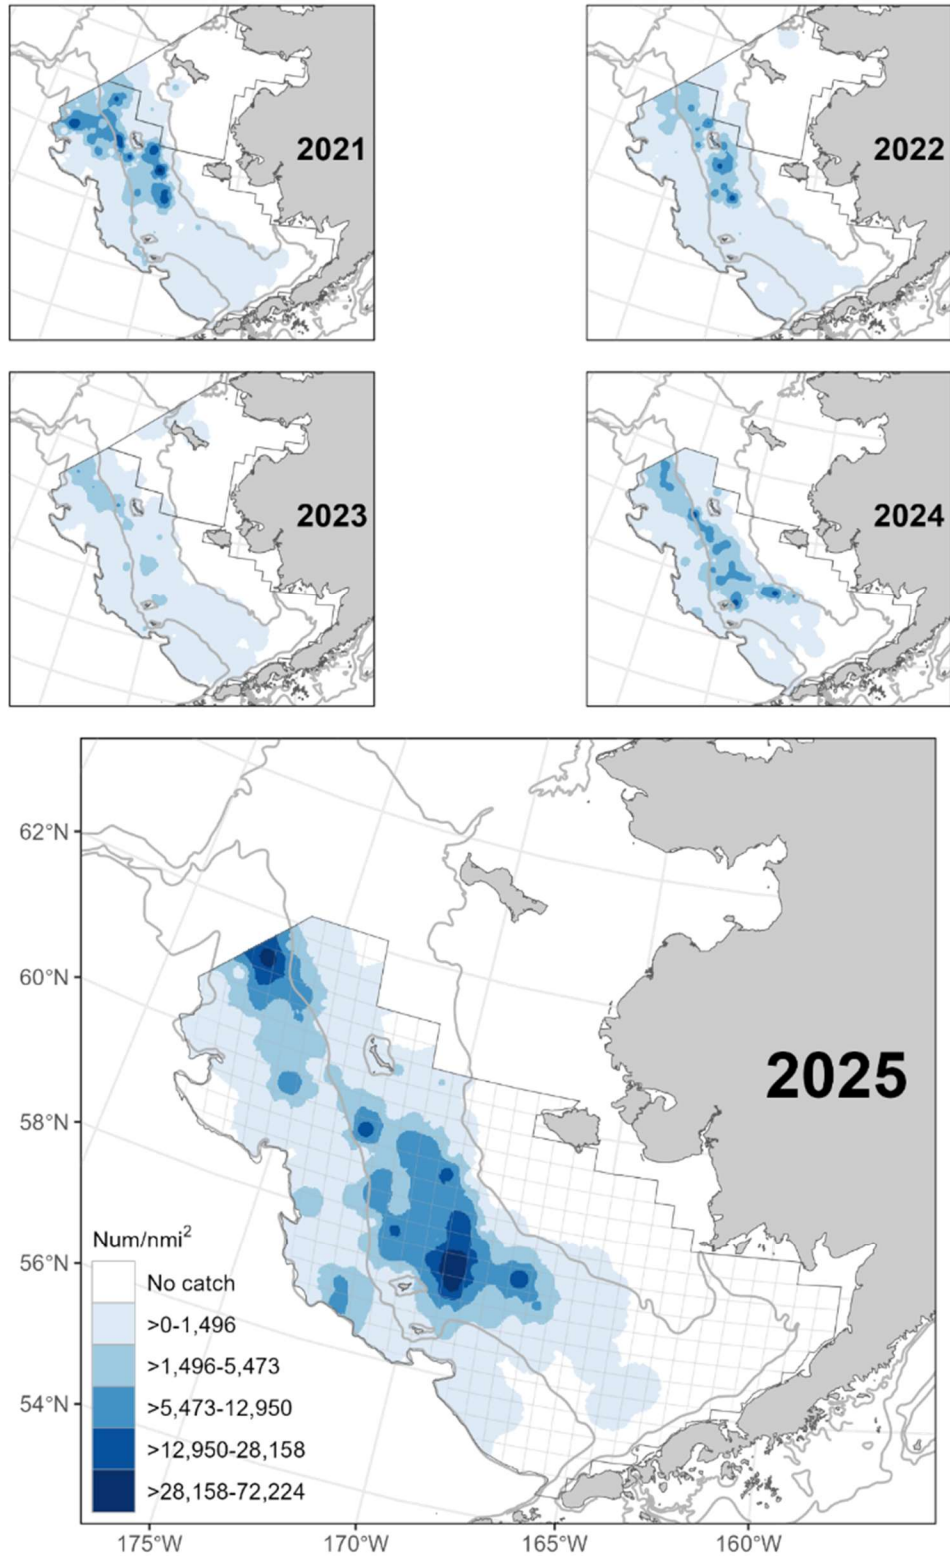 2021
2022
2023
2024
2025
62°N
60°N
58°N
56°N
54°N
Num/nmi²
No catch
>0-1,496
>1,496-5,473
>5,473-12,950
>12,950-28,158
>28,158-72,224
175°W
170°W
165°W
160°W